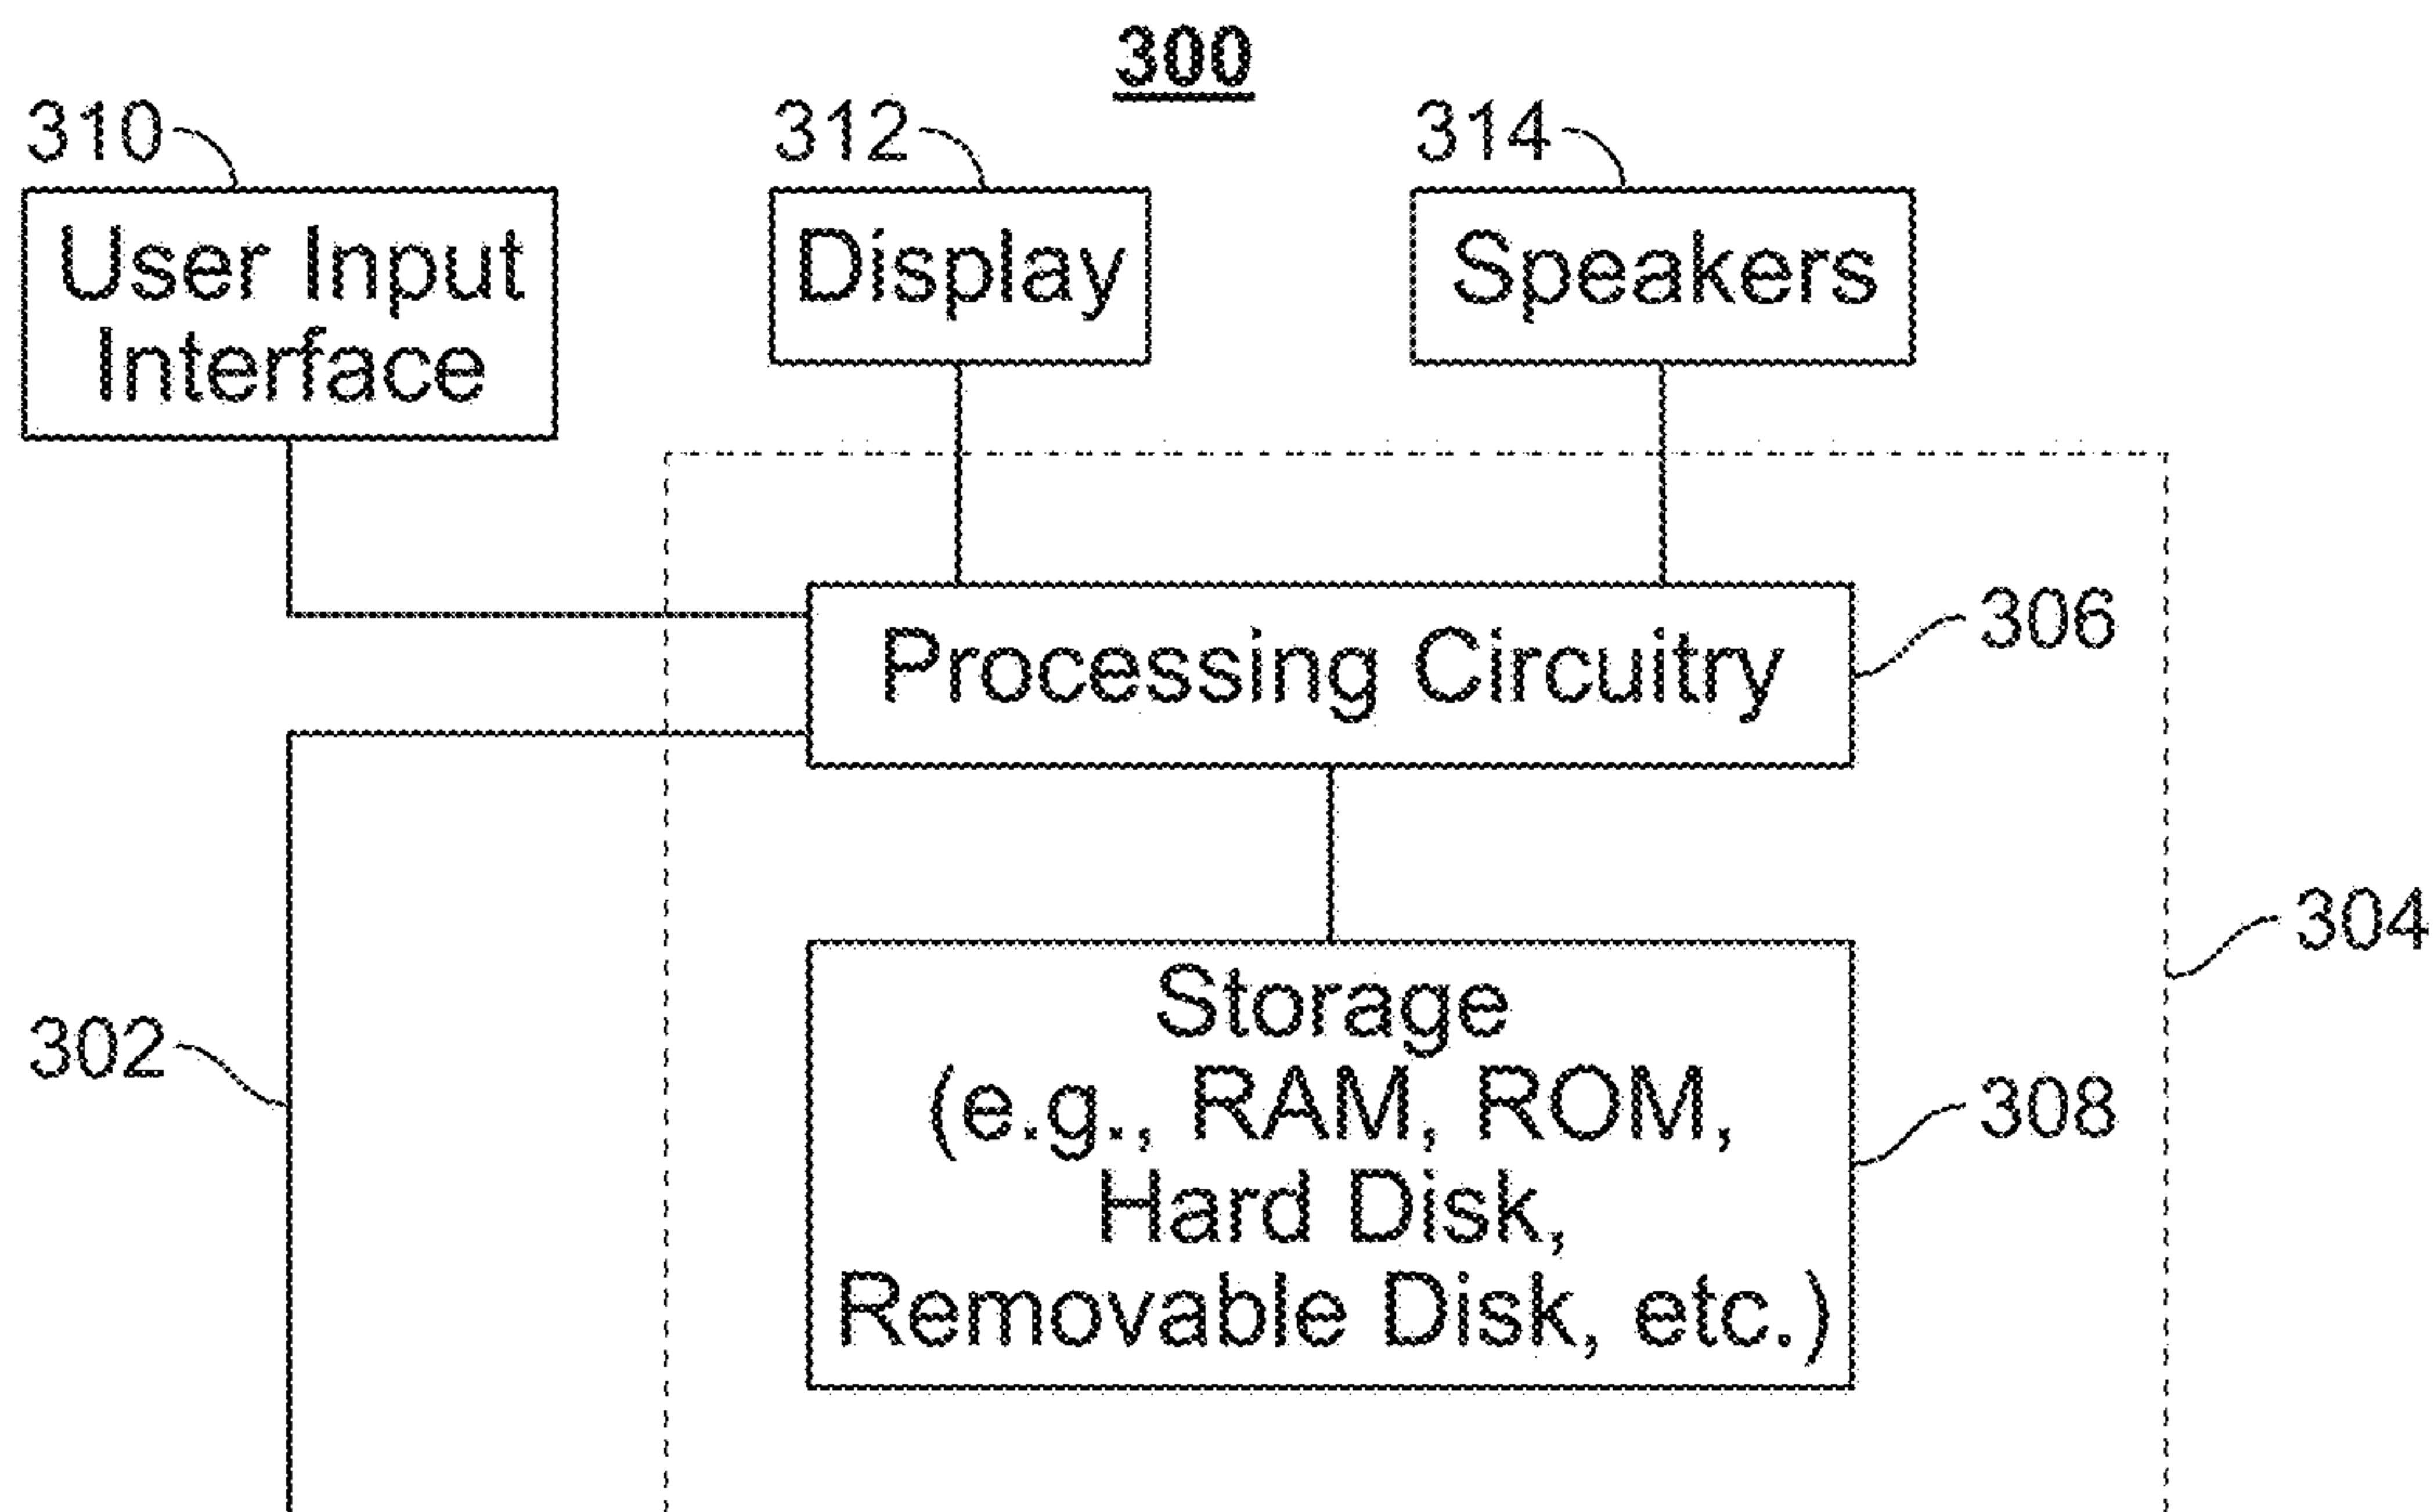 300
310
312
314
User Input
Interface
Display
Speakers
Processing Circuitry
306
304
302
Storage
(e.g., RAM, ROM,
Hard Disk,
Removable Disk, etc.)
308